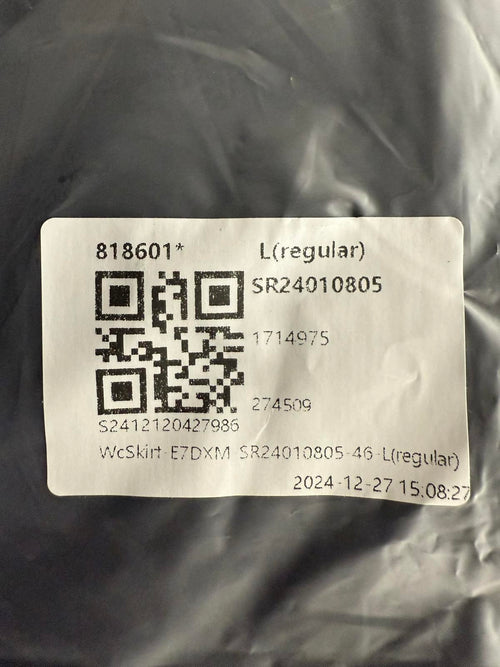 818601* L(regular)
SR24010805
1714975
274509
S2412120427986
WcSkirt-E7DXM SR24010805-46-L(regular)
2024-12-27 15:08:27